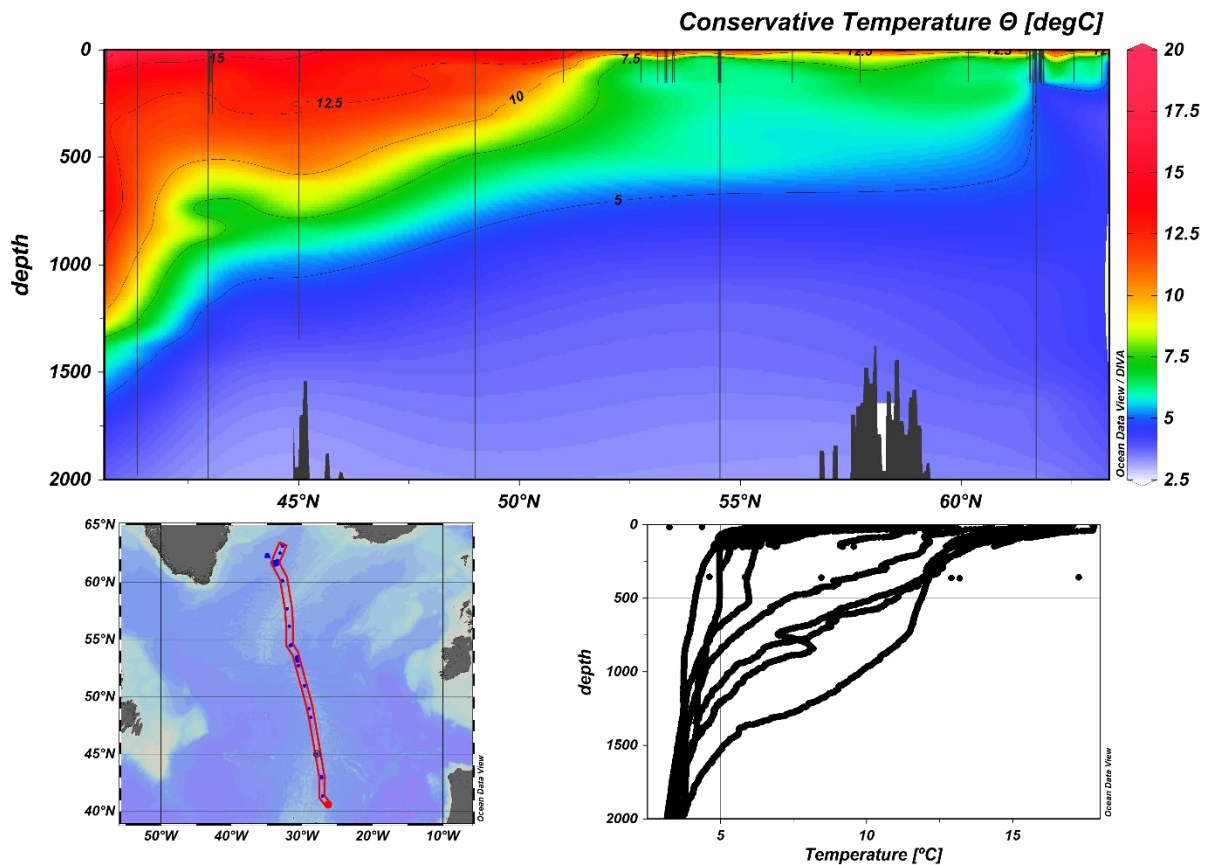 Conservative Temperature Θ [degC]
0
500
1000
1500
2000
depth
15
12.5
10
7.5
5
12.5
12.5
45°N
50°N
55°N
60°N
20
17.5
15
12.5
10
7.5
5
2.5
Ocean Data View / DIVA
65°N
60°N
55°N
50°N
45°N
40°N
50°W
40°W
30°W
20°W
10°W
Ocean Data View
0
500
1000
1500
2000
depth
5
10
15
Temperature [ºC]
Ocean Data View